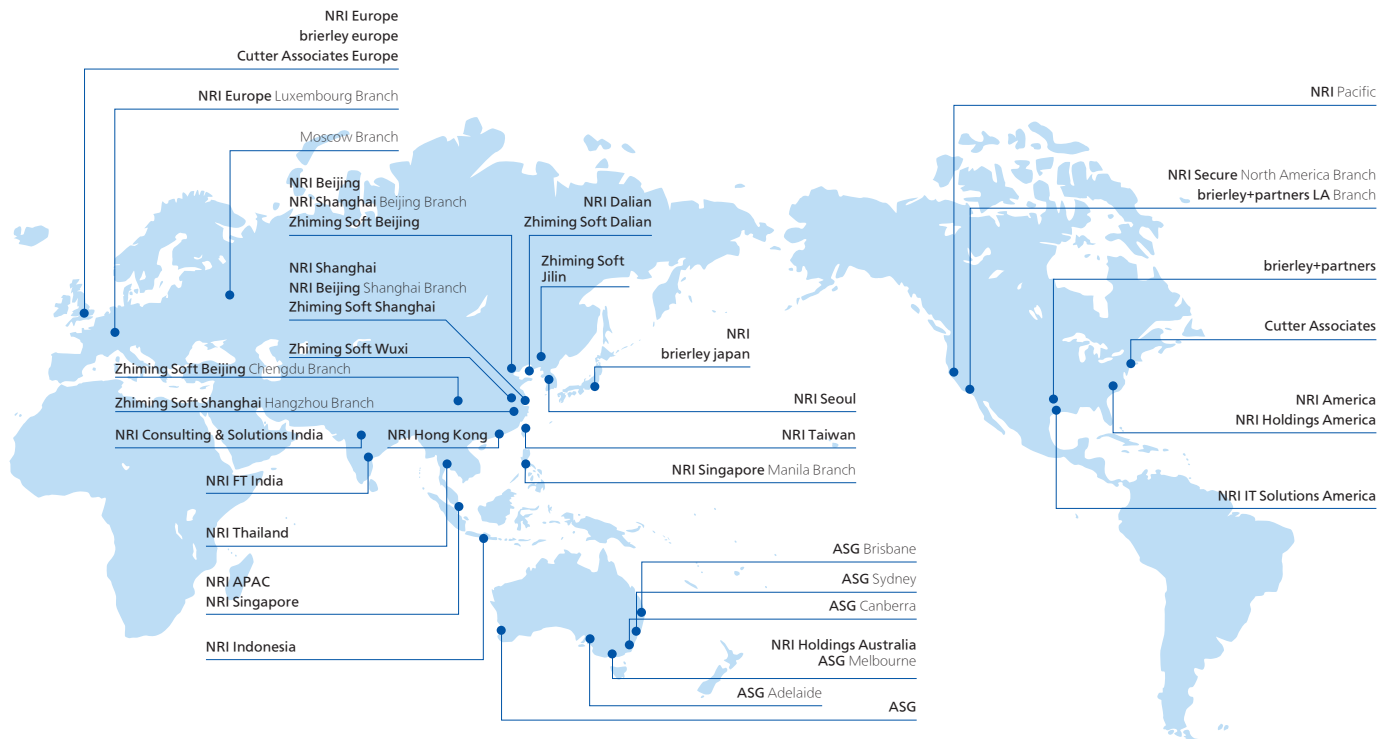 NRI Europe
brierley europe
Cutter Associates Europe
NRI Europe Luxembourg Branch
Moscow Branch
NRI Beijing
NRI Shanghai Beijing Branch
Zhiming Soft Beijing
NRI Dalian
Zhiming Soft Dalian
Zhiming Soft
Jilin
NRI Shanghai
NRI Beijing Shanghai Branch
Zhiming Soft Shanghai
Zhiming Soft Wuxi
Zhiming Soft Beijing Chengdu Branch
Zhiming Soft Shanghai Hangzhou Branch
NRI Consulting & Solutions India
NRI Hong Kong
NRI FT India
NRI Thailand
NRI APAC
NRI Singapore
NRI Indonesia
NRI
brierley japan
NRI Seoul
NRI Taiwan
NRI Singapore Manila Branch
ASG Brisbane
ASG Sydney
ASG Canberra
NRI Holdings Australia
ASG Melbourne
ASG Adelaide
ASG
NRI Pacific
NRI Secure North America Branch
brierley+partners LA Branch
brierley+partners
Cutter Associates
NRI America
NRI Holdings America
NRI IT Solutions America